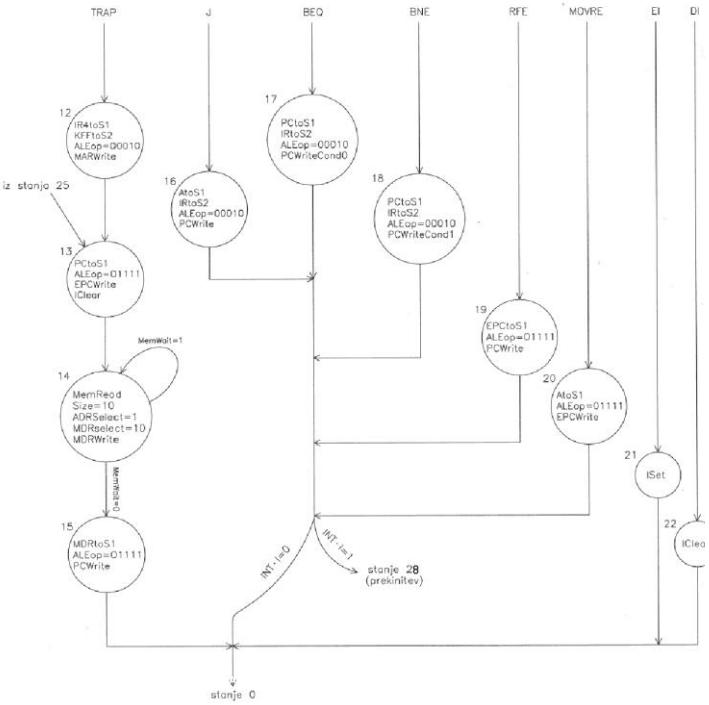 TRAP
J
BEQ
BNE
RFE
MOVRE
EI
DI
12
IR4toS1
KFFtoS2
ALEop=00010
MARWrite
iz stanja 25
13
PCtoS1
ALEop=01111
EPCWrite
IClear
14
MemRead
Size=10
ADRSelect=1
MDRselect=10
MDRWrite
MemWait=1
MemWait=0
15
MDRtoS1
ALEop=01111
PCWrite
16
AtoS1
IRtoS2
ALEop=00010
PCWrite
17
PCtoS1
IRtoS2
ALEop=00010
PCWriteCond0
18
PCtoS1
IRtoS2
ALEop=00010
PCWriteCond1
19
EPCtoS1
ALEop=01111
PCWrite
20
AtoS1
ALEop=01111
EPCWrite
21
ISet
22
IClear
INT·I=0
INT·I=1
stanje 28
(prekinitev)
stanje 0